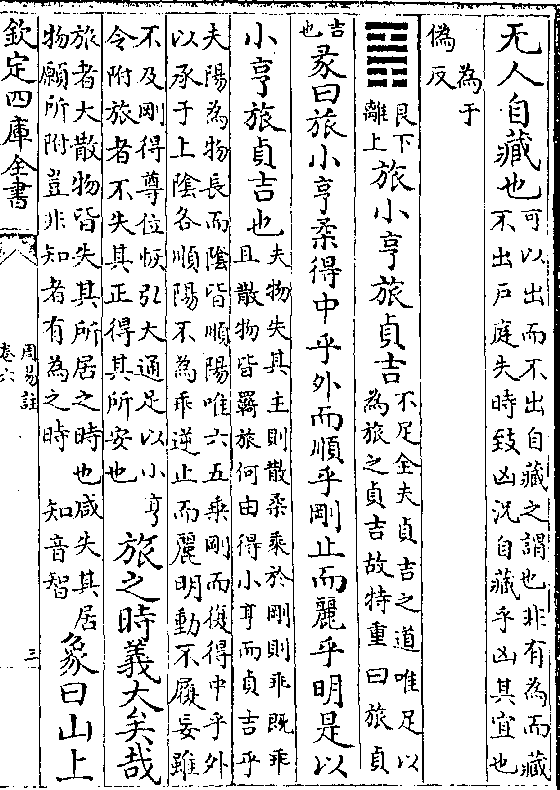 无人自藏也可以出而不出自藏之謂也非有為而藏
不出戶庭失時致凶況自藏乎凶其宜也
為于
偽反
䷷艮下
離上旅小亨旅貞吉不足全夫貞吉之道唯足以
為旅之貞吉故特重曰旅貞
吉
也彖曰旅小亨柔得中乎外而順乎剛止而麗乎明是以
小亨旅貞吉也夫物失其主則散柔乘於剛則乖既乖
且散物皆羇旅何由得小亨而貞吉乎
夫陽為物長而陰皆順陽唯六五乘剛而復得中乎外
以承于上陰各順陽不為乖逆止而麗明動不履妄雖
不及剛得尊位恢引大通足以小亨
令附旅者不失其正得其所安也旅之時義大矣哉
旅者大散物皆失其所居之時也咸失其居
物願所附豈非知者有為之時 知音智象曰山上
欽定四庫全書
周易註
卷六
三